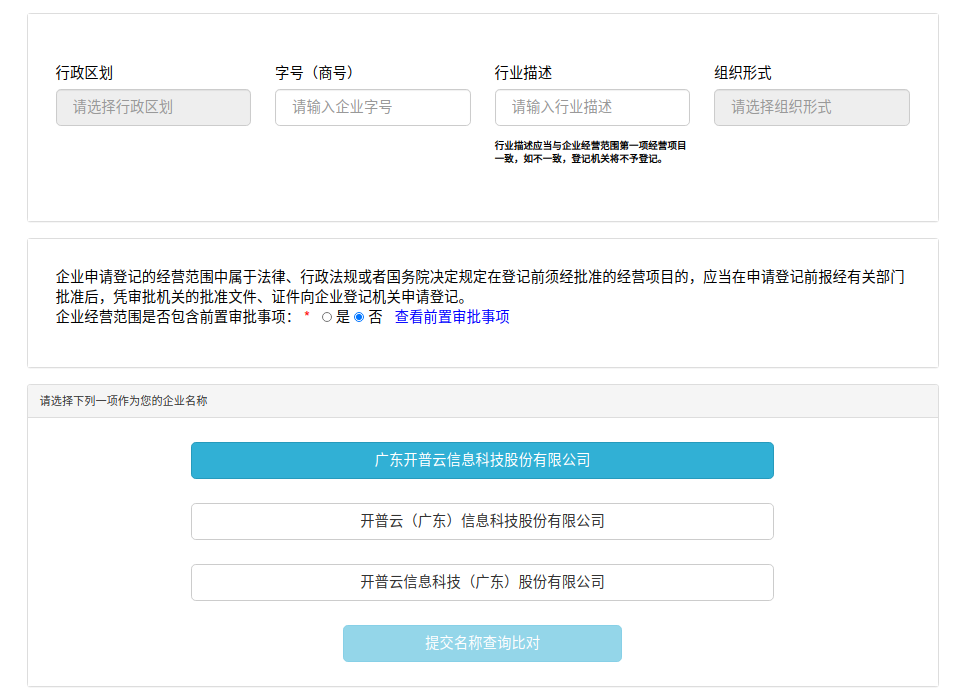 行政区划
字号（商号）
行业描述
组织形式
请选择行政区划
请输入企业字号
请输入行业描述
请选择组织形式
行业描述应当与企业经营范围第一项经营项目
一致，如不一致，登记机关将不予登记。
企业申请登记的经营范围中属于法律、行政法规或者国务院决定规定在登记前须经批准的经营项目的，应当在申请登记前报经有关部门
批准后，凭审批机关的批准文件、证件向企业登记机关申请登记。
企业经营范围是否包含前置审批事项： * 是 否 查看前置审批事项
请选择下列一项作为您的企业名称
广东开普云信息科技股份有限公司
开普云（广东）信息科技股份有限公司
开普云信息科技（广东）股份有限公司
提交名称查询比对